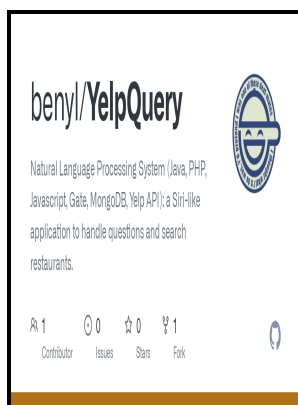 benyl/YelpQuery
Natural Language Processing System (Java, PHP,
Javascript, Gate, MongoDB, Yelp API): a Siri-like
application to handle questions and search
restaurants.
1 0 0 1
Contributor Issues Stars Fork